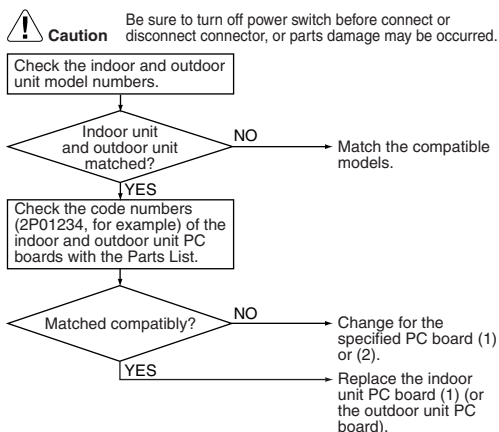 Be sure to turn off power switch before connect or
Caution disconnect connector, or parts damage may be occurred.
Check the indoor and outdoor
unit model numbers.
Indoor unit
and outdoor unit
matched?
NO
Match the compatible
models.
YES
Check the code numbers
(2P01234, for example) of the
indoor and outdoor unit PC
boards with the Parts List.
Matched compatibly?
NO
Change for the
specified PC board (1)
or (2).
YES
Replace the indoor
unit PC board (1) (or
the outdoor unit PC
board).